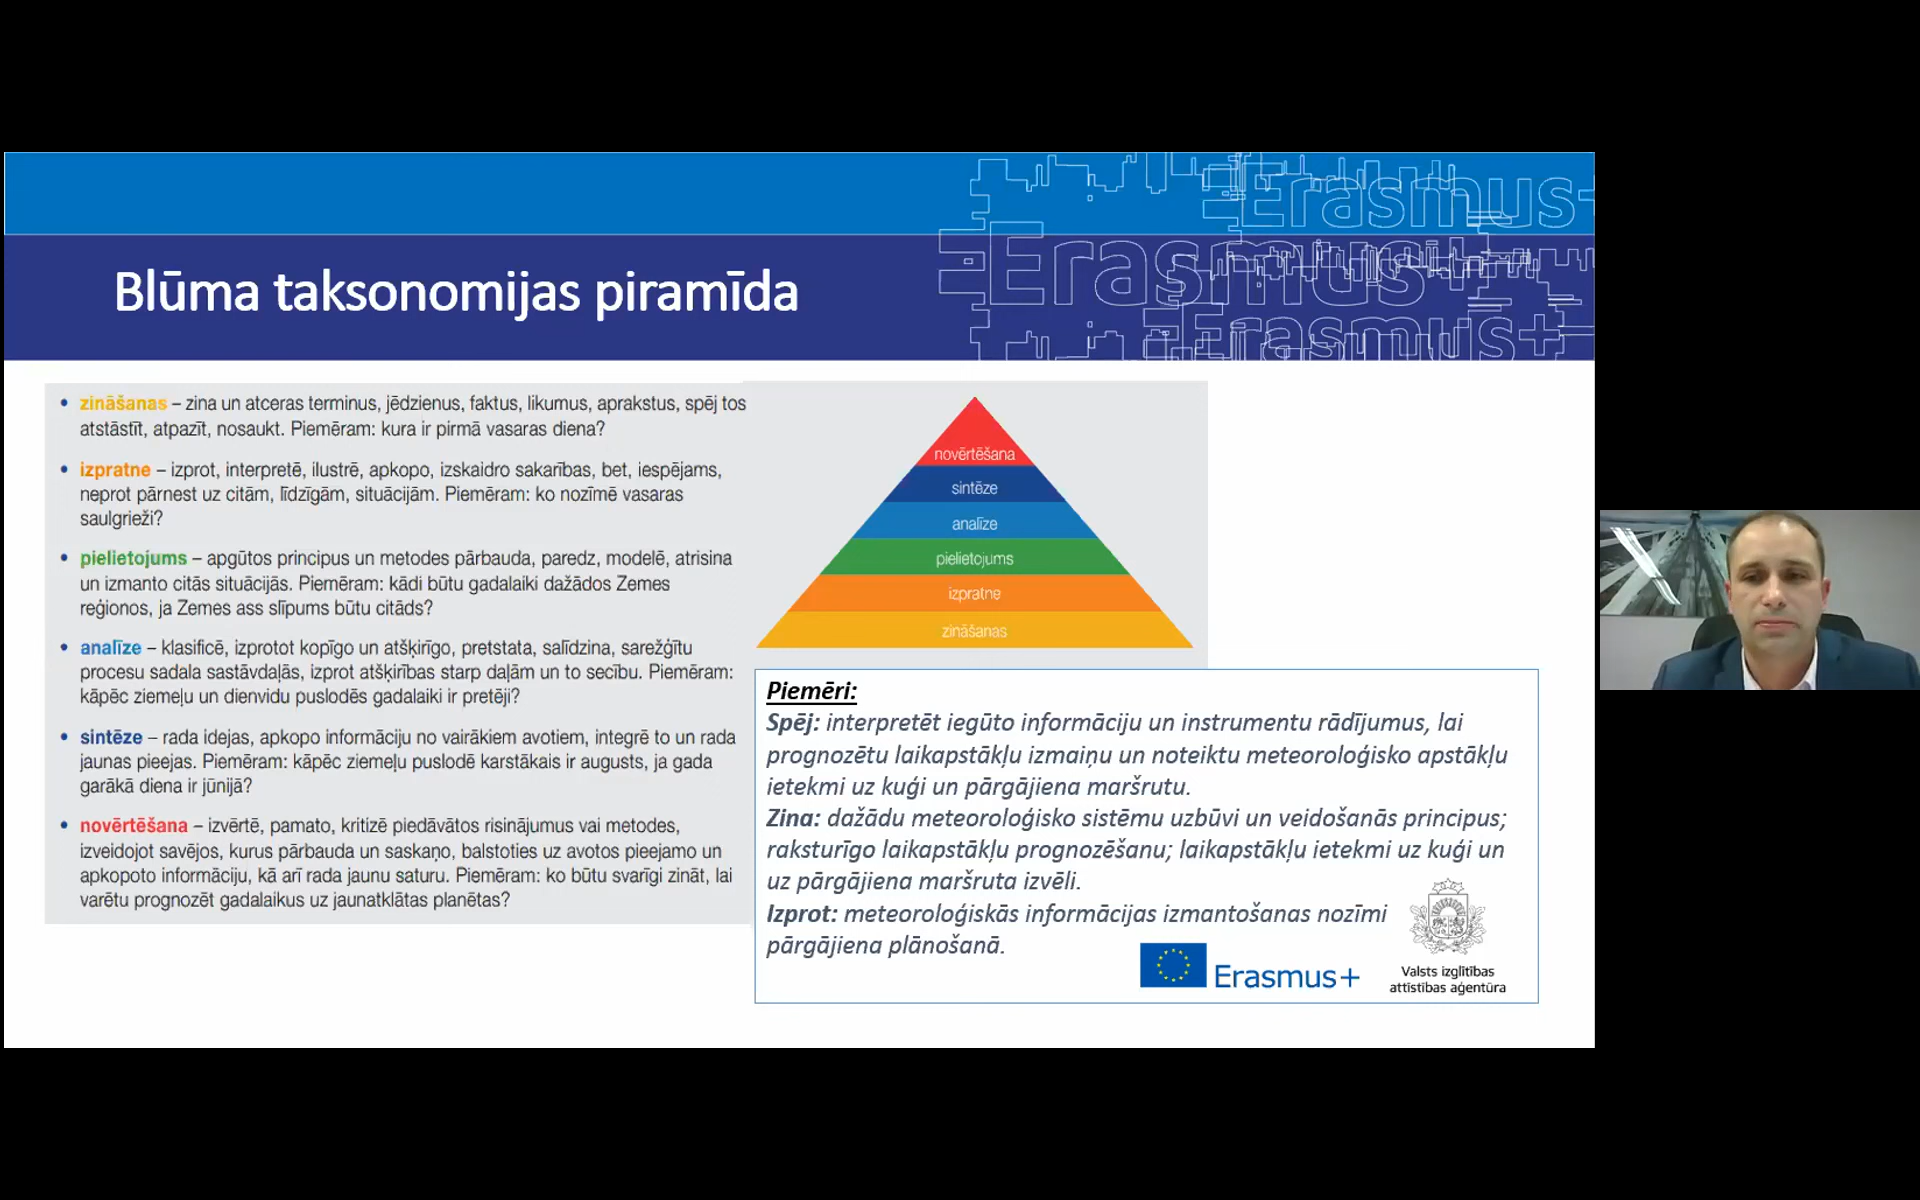 Erasmus+
Erasmus+
Erasmus+
Blūma taksonomijas piramīda
• zināšanas – zina un atceras terminus, jēdzienus, faktus, likumus, aprakstus, spēj tos
atstāstīt, atpazīt, nosaukt. Piemēram: kura ir pirmā vasaras diena?
• izpratne – izprot, interpretē, ilustrē, apkopo, izskaidro sakarības, bet, iespējams,
neprot pārnest uz citām, līdzīgām, situācijām. Piemēram: ko nozīmē vasaras
saulgrieži?
• pielietojums – apgūtos principus un metodes pārbauda, paredz, modelē, atrisina
un izmanto citās situācijās. Piemēram: kādi būtu gadalaiki dažādos Zemes
reģionos, ja Zemes ass slīpums būtu citāds?
• analīze – klasificē, izprotot kopīgo un atšķirīgo, pretstata, salīdzina, sarežģītu
procesu sadala sastāvdaļās, izprot atšķirības starp daļām un to secību. Piemēram:
kāpēc ziemeļu un dienvidu puslodēs gadalaiki ir pretēji?
• sintēze – rada idejas, apkopo informāciju no vairākiem avotiem, integrē to un rada
jaunas pieejas. Piemēram: kāpēc ziemeļu puslodē karstākais ir augusts, ja gada
garākā diena ir jūnijā?
• novērtēšana – izvērtē, pamato, kritizē piedāvātos risinājumus vai metodes,
izveidojot savējos, kurus pārbauda un saskaņo, balstoties uz avotos pieejamo un
apkopoto informāciju, kā arī rada jaunu saturu. Piemēram: ko būtu svarīgi zināt, lai
varētu prognozēt gadalaikus uz jaunatklātas planētas?
novērtēšana
sintēze
analīze
pielietojums
izpratne
zināšanas
Piemēri:
Spēj: interpretēt iegūto informāciju un instrumentu rādījumus, lai
prognozētu laikapstākļu izmaiņu un noteiktu meteoroloģisko apstākļu
ietekmi uz kuģi un pārgājiena maršrutu.
Zina: dažādu meteoroloģisko sistēmu uzbūvi un veidošanās principus;
raksturīgo laikapstākļu prognozēšanu; laikapstākļu ietekmi uz kuģi un
uz pārgājiena maršruta izvēli.
Izprot: meteoroloģiskās informācijas izmantošanas nozīmi
pārgājiena plānošanā.
Erasmus+
Valsts izglītības
attīstības aģentūra